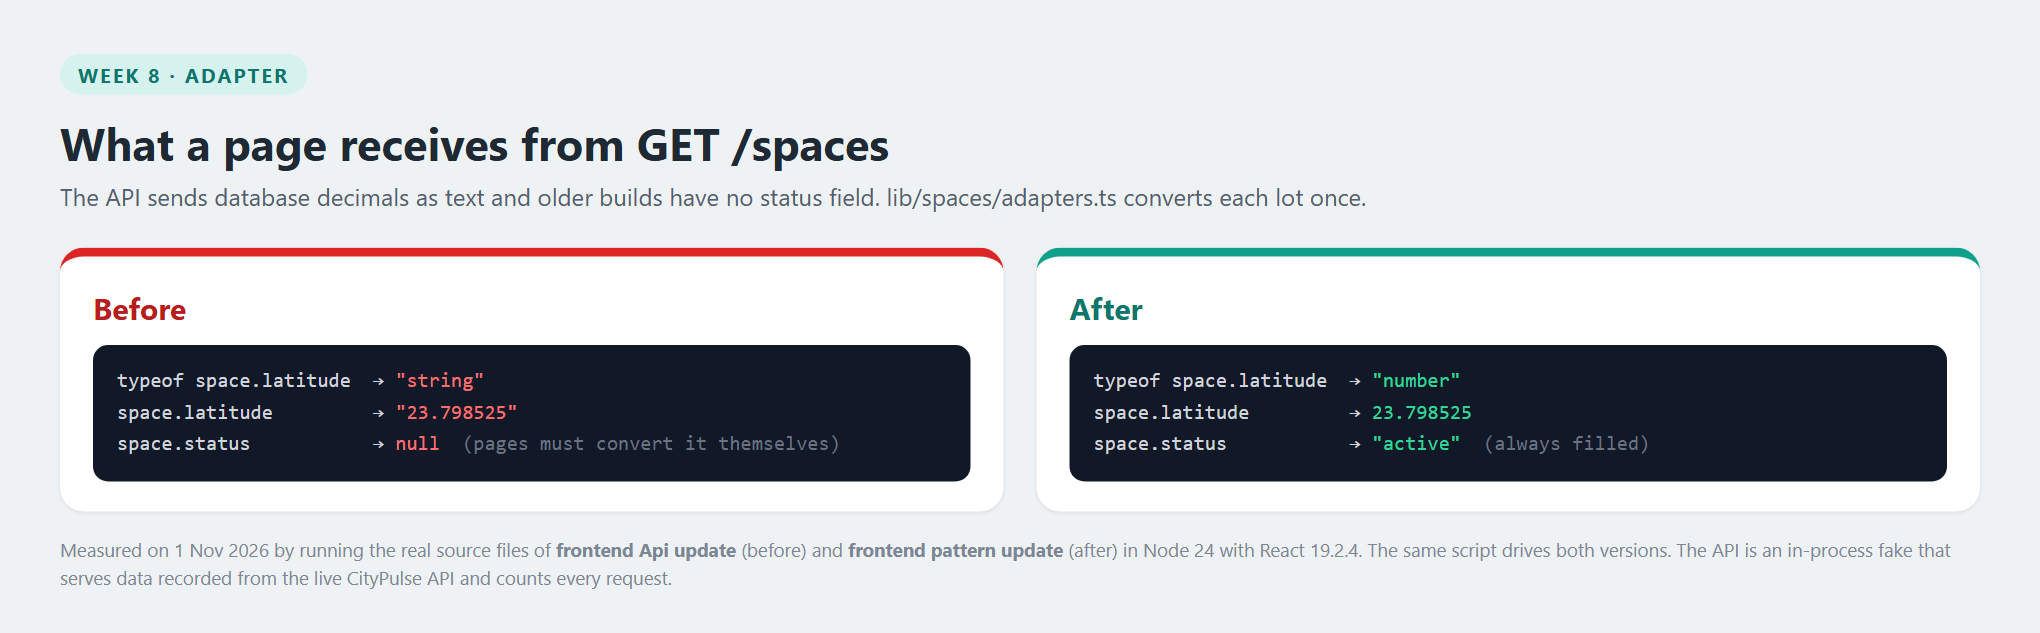 WEEK 8 · ADAPTER
What a page receives from GET /spaces
The API sends database decimals as text and older builds have no status field. lib/spaces/adapters.ts converts each lot once.
Before
typeof space.latitude → "string"
space.latitude → "23.798525"
space.status → null (pages must convert it themselves)
After
typeof space.latitude → "number"
space.latitude → 23.798525
space.status → "active" (always filled)
Measured on 1 Nov 2026 by running the real source files of frontend Api update (before) and frontend pattern update (after) in Node 24 with React 19.2.4. The same script drives both versions. The API is an in-process fake that
serves data recorded from the live CityPulse API and counts every request.